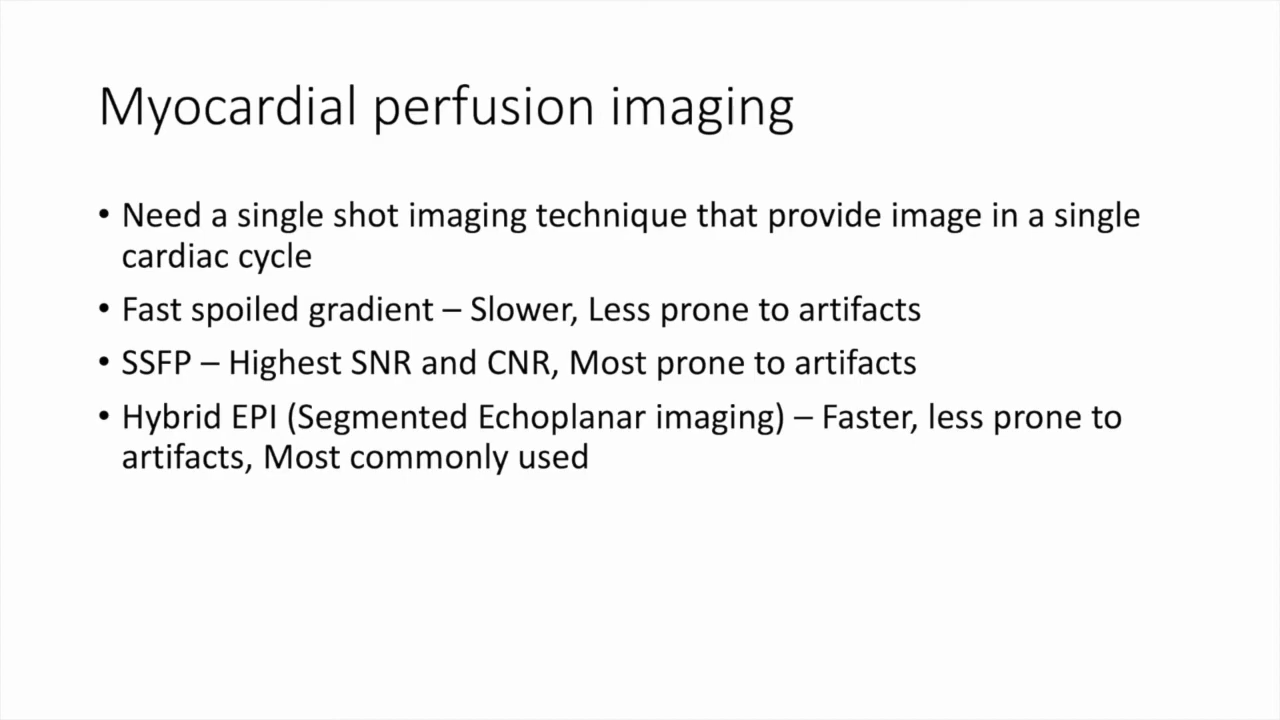 Myocardial perfusion imaging
• Need a single shot imaging technique that provide image in a single
cardiac cycle
• Fast spoiled gradient – Slower, Less prone to artifacts
• SSFP – Highest SNR and CNR, Most prone to artifacts
• Hybrid EPI (Segmented Echoplanar imaging) – Faster, less prone to
artifacts, Most commonly used